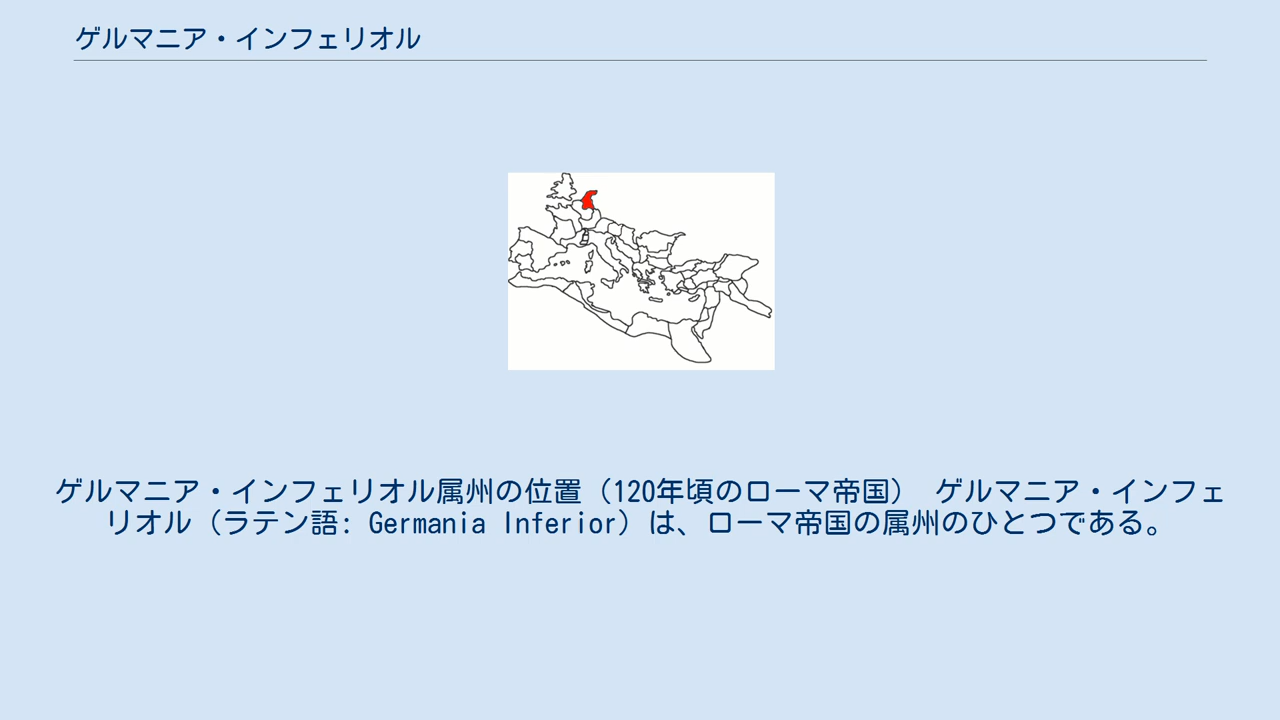 ゲルマニア・インフェリオル
ゲルマニア・インフェリオル属州の位置（120年頃のローマ帝国） ゲルマニア・インフェ
リオル（ラテン語: Germania Inferior）は、ローマ帝国の属州のひとつである。